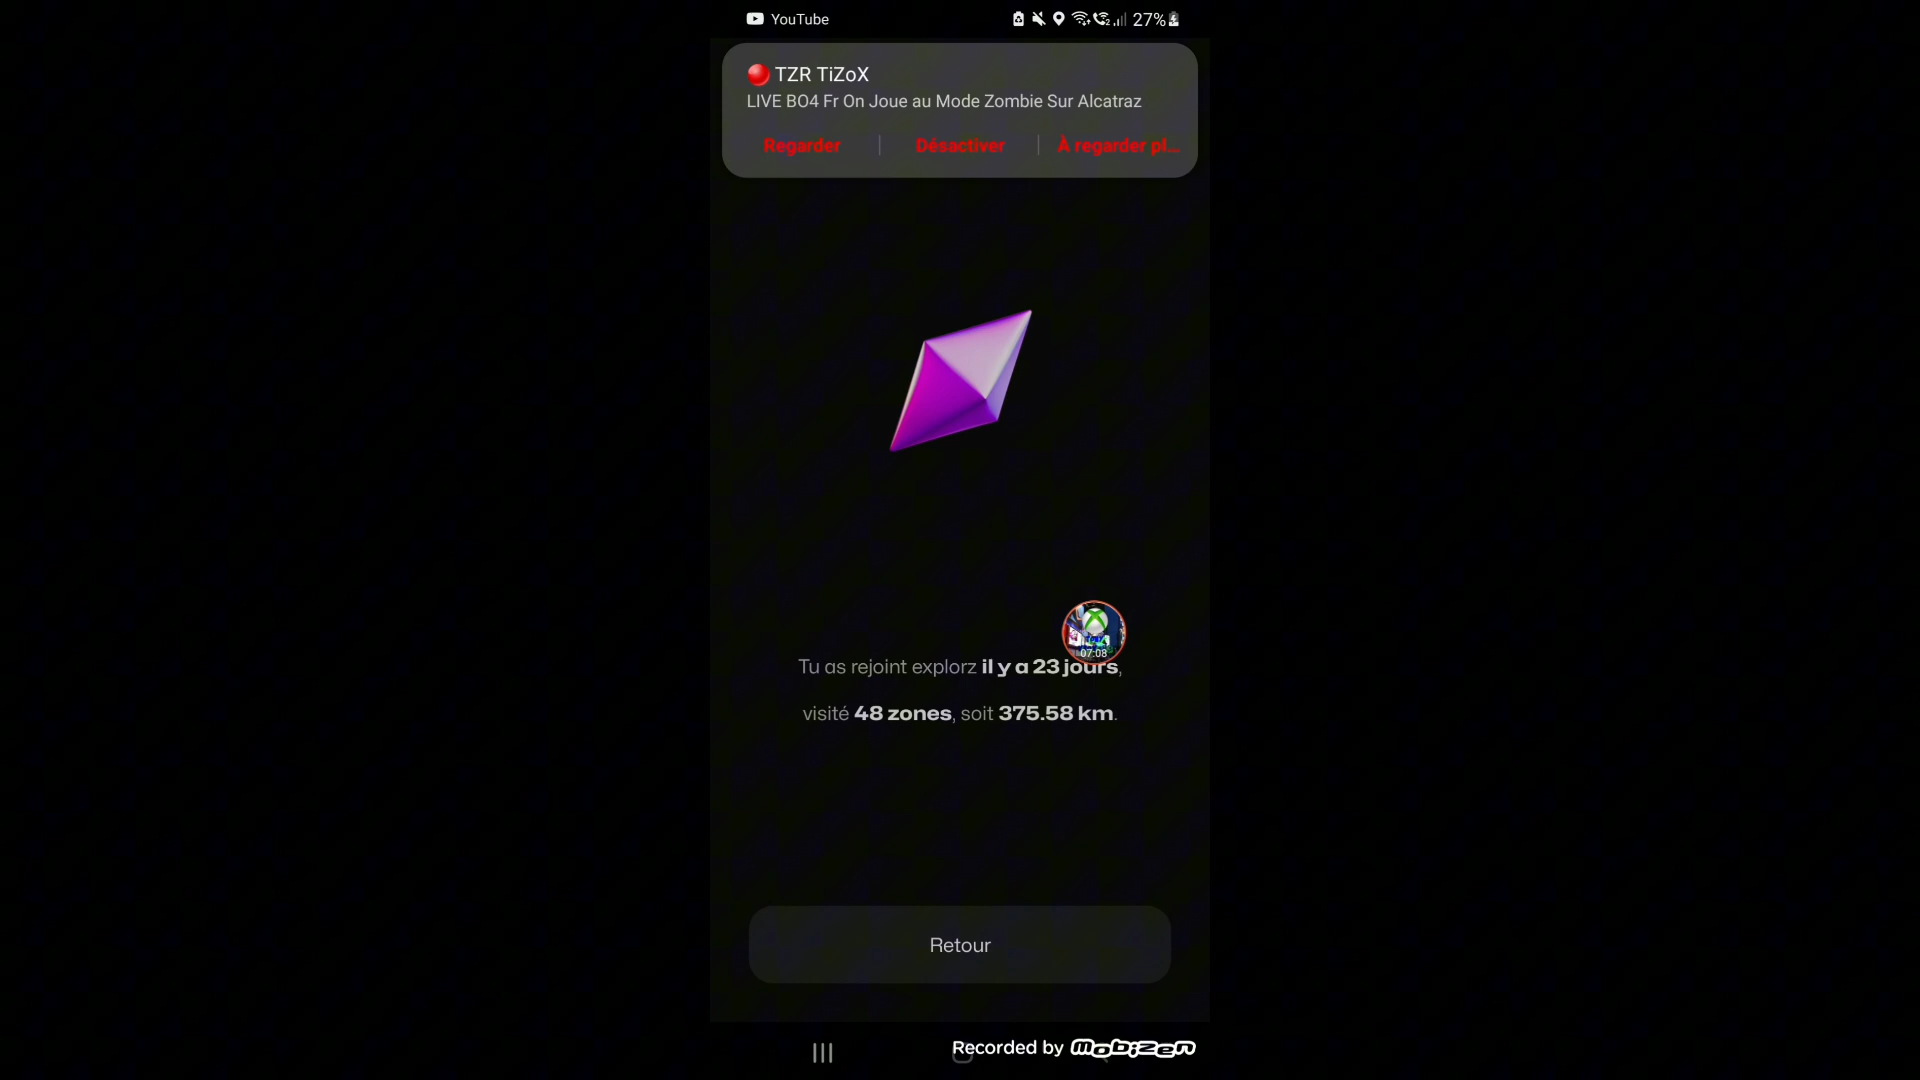 YouTube
27%
TZR TiZoX
LIVE BO4 Fr On Joue au Mode Zombie Sur Alcatraz
Regarder
Désactiver
À regarder pl...
07:08
Tu as rejoint explorz il y a 23 jours,
visité 48 zones, soit 375.58 km.
Retour
Recorded by mobizen